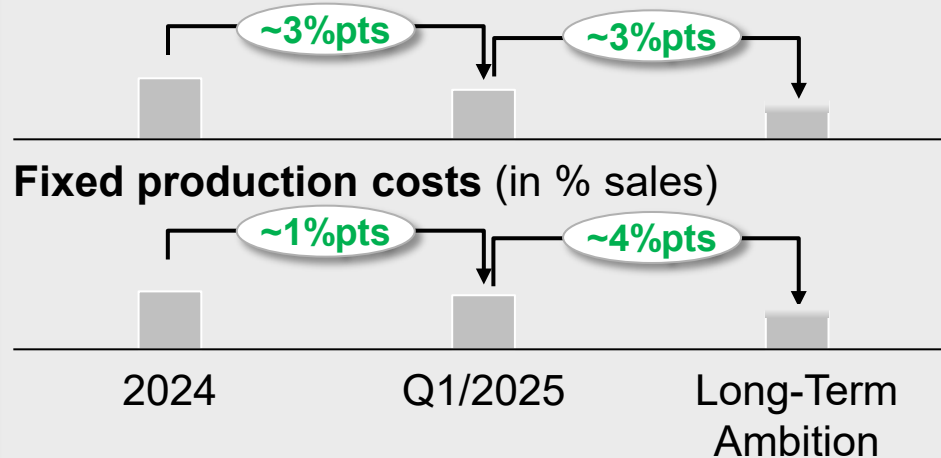 ~3%pts ~3%pts
Fixed production costs (in % sales)
~1%pts ~4%pts
2024 Q1/2025 Long-Term
Ambition